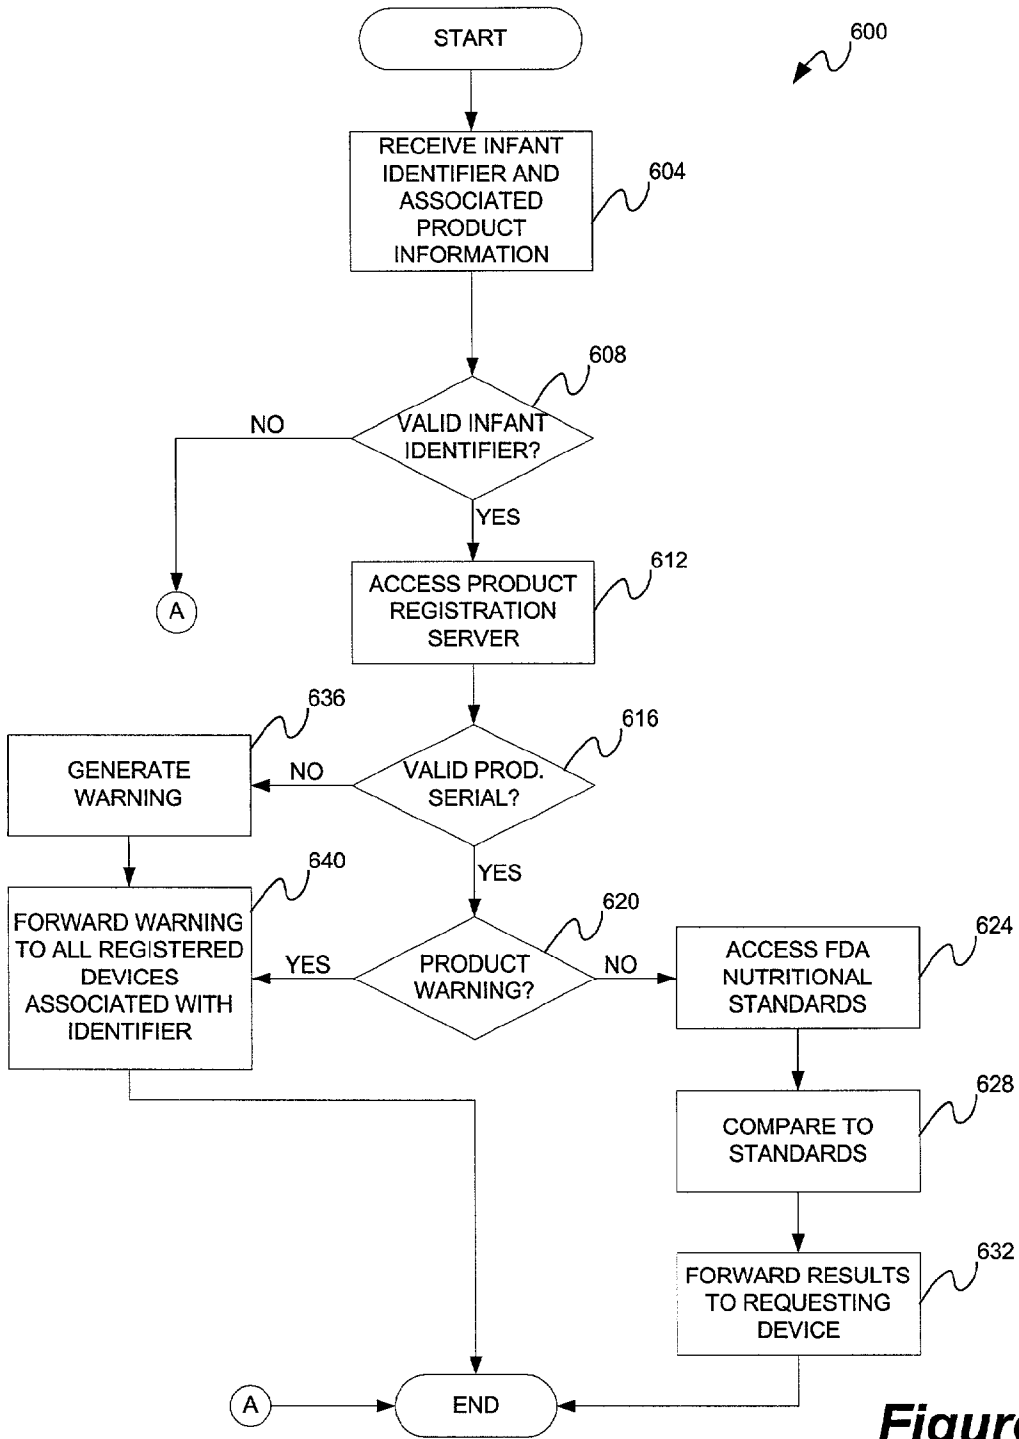 START
600
RECEIVE INFANT
IDENTIFIER AND
ASSOCIATED
PRODUCT
INFORMATION
604
608
VALID INFANT
IDENTIFIER?
NO
YES
A
ACCESS PRODUCT
REGISTRATION
SERVER
612
636
616
GENERATE
WARNING
NO
VALID PROD.
SERIAL?
YES
640
620
624
FORWARD WARNING
TO ALL REGISTERED
DEVICES
ASSOCIATED WITH
IDENTIFIER
YES
PRODUCT
WARNING?
NO
ACCESS FDA
NUTRITIONAL
STANDARDS
628
COMPARE TO
STANDARDS
632
FORWARD RESULTS
TO REQUESTING
DEVICE
A
END
Figure